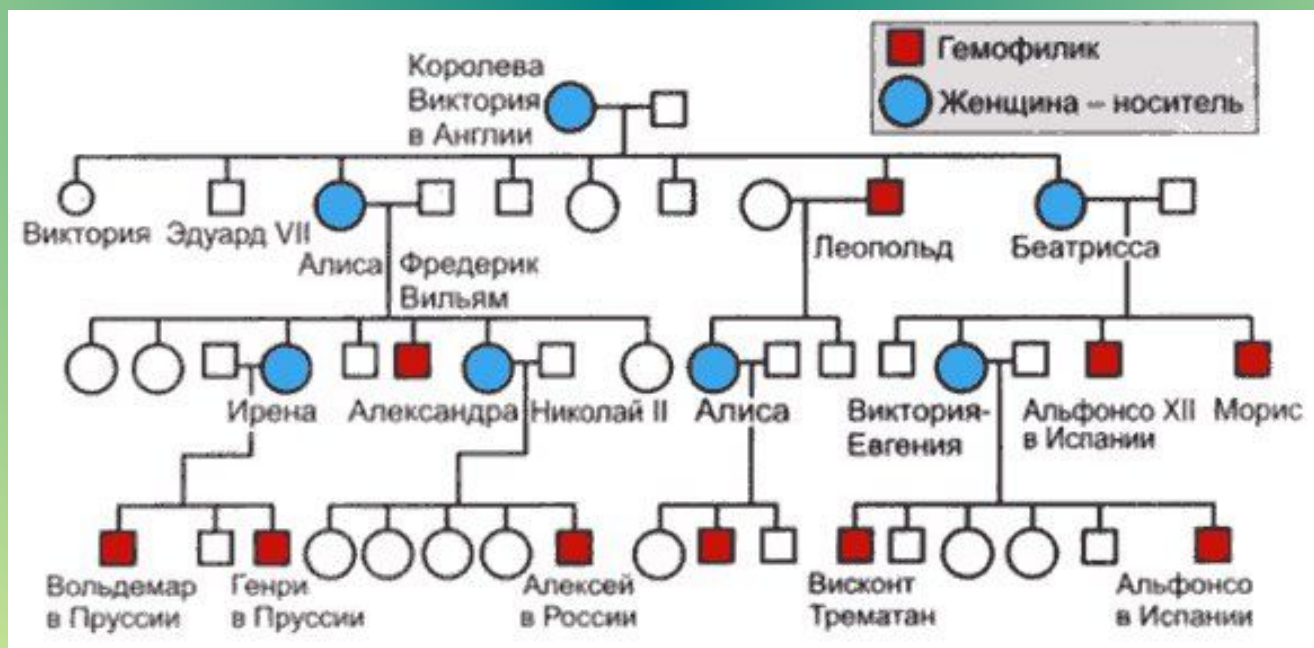 Гемофилик
Женщина – носитель
Королева
Виктория
в Англии
Виктория
Эдуард VII
Алиса
Фредерик
Вильям
Леопольд
Беатрисса
Ирена
Александра
Николай II
Алиса
Виктория-
Евгения
Альфонсо XII
в Испании
Морис
Вольдемар
в Пруссии
Генри
в Пруссии
Алексей
в России
Висконт
Трематан
Альфонсо
в Испании